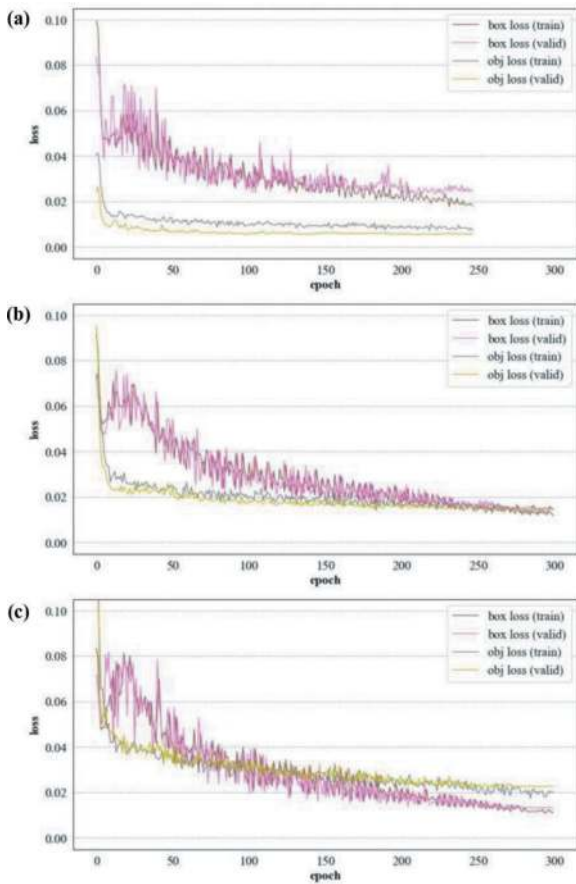 (a)
0.10
0.08
0.06
0.04
0.02
0.00
loss
box loss (train)
box loss (valid)
obj loss (train)
obj loss (valid)
0 50 100 150 200 250 300
epoch
(b)
0.10
0.08
0.06
0.04
0.02
0.00
loss
box loss (train)
box loss (valid)
obj loss (train)
obj loss (valid)
0 50 100 150 200 250 300
epoch
(c)
0.10
0.08
0.06
0.04
0.02
0.00
loss
box loss (train)
box loss (valid)
obj loss (train)
obj loss (valid)
0 50 100 150 200 250 300
epoch